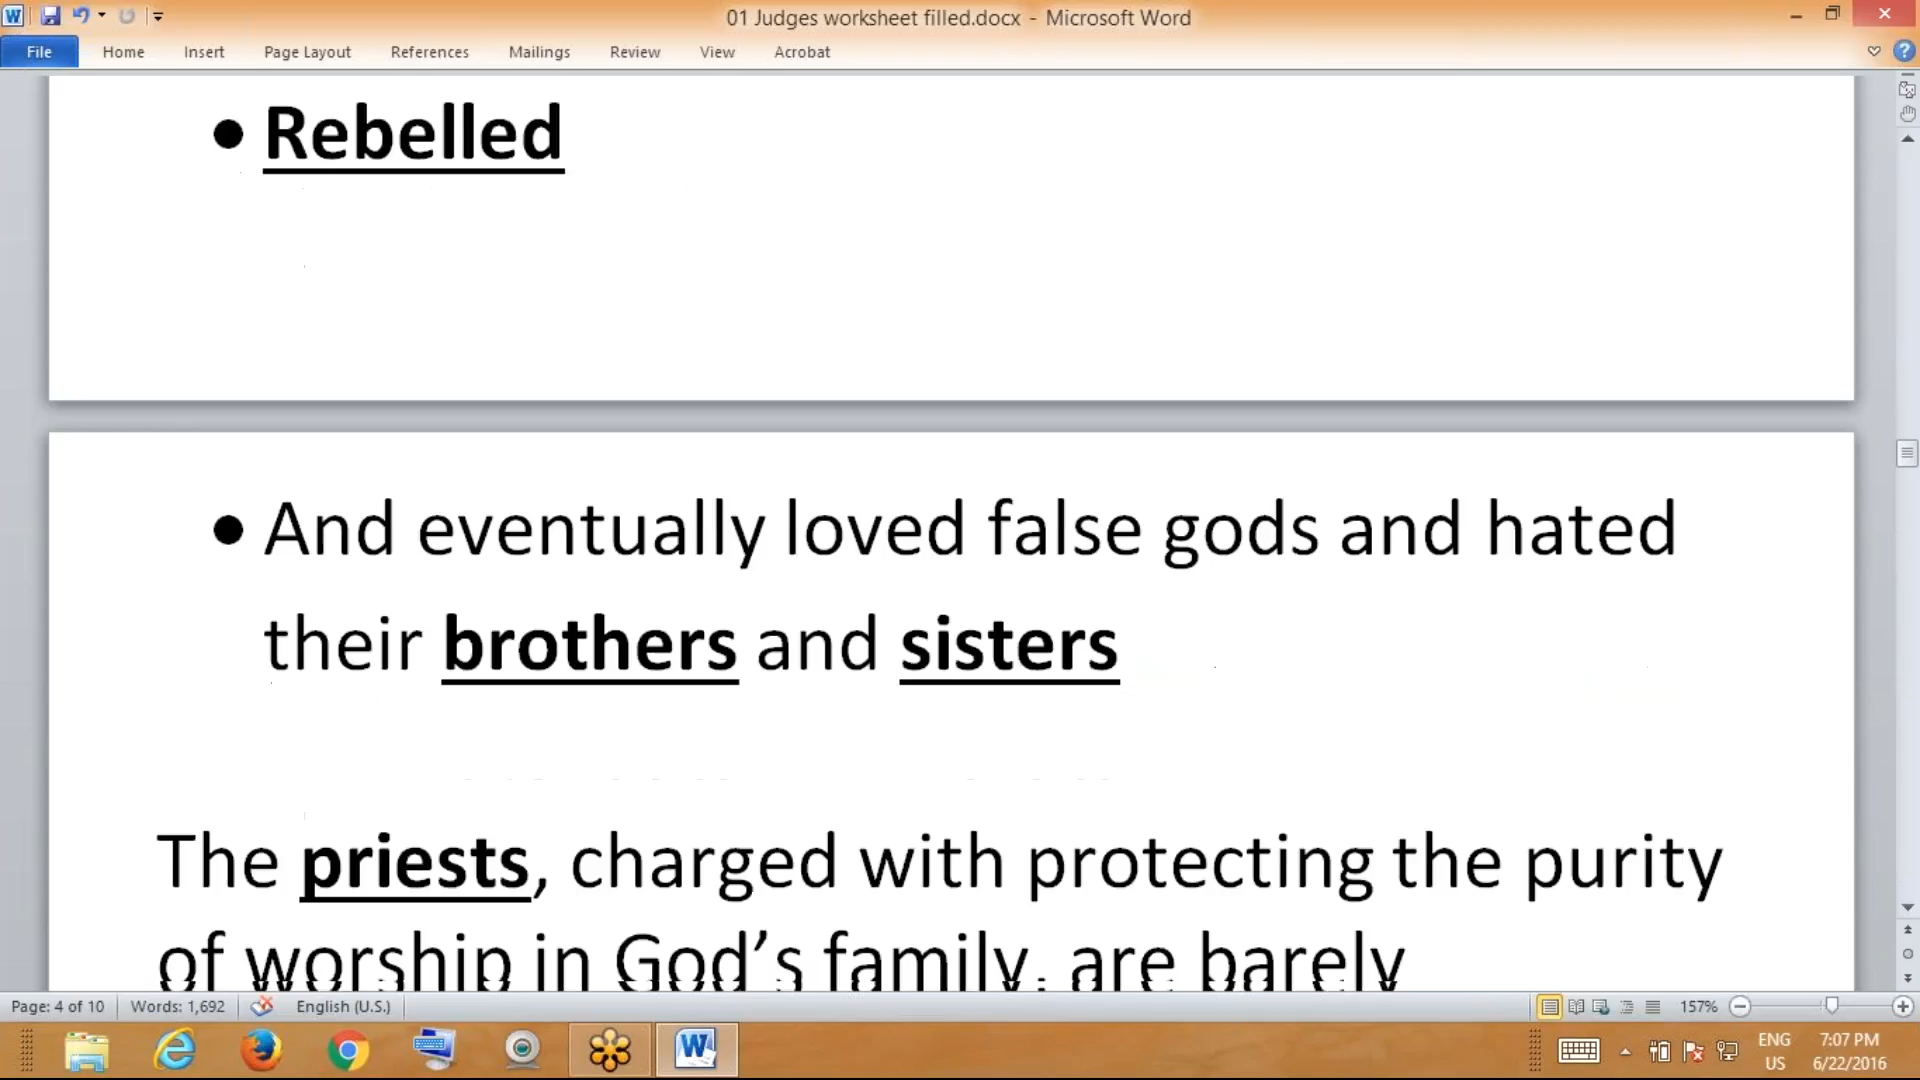 01 Judges worksheet filled.docx - Microsoft Word
File Home Insert Page Layout References Mailings Review View Acrobat
• Rebelled
• And eventually loved false gods and hated
their brothers and sisters
The priests, charged with protecting the purity
of worship in God’s family, are barely
Page: 4 of 10 Words: 1,692 English (U.S.) 157%
ENG 7:07 PM
US 6/22/2016